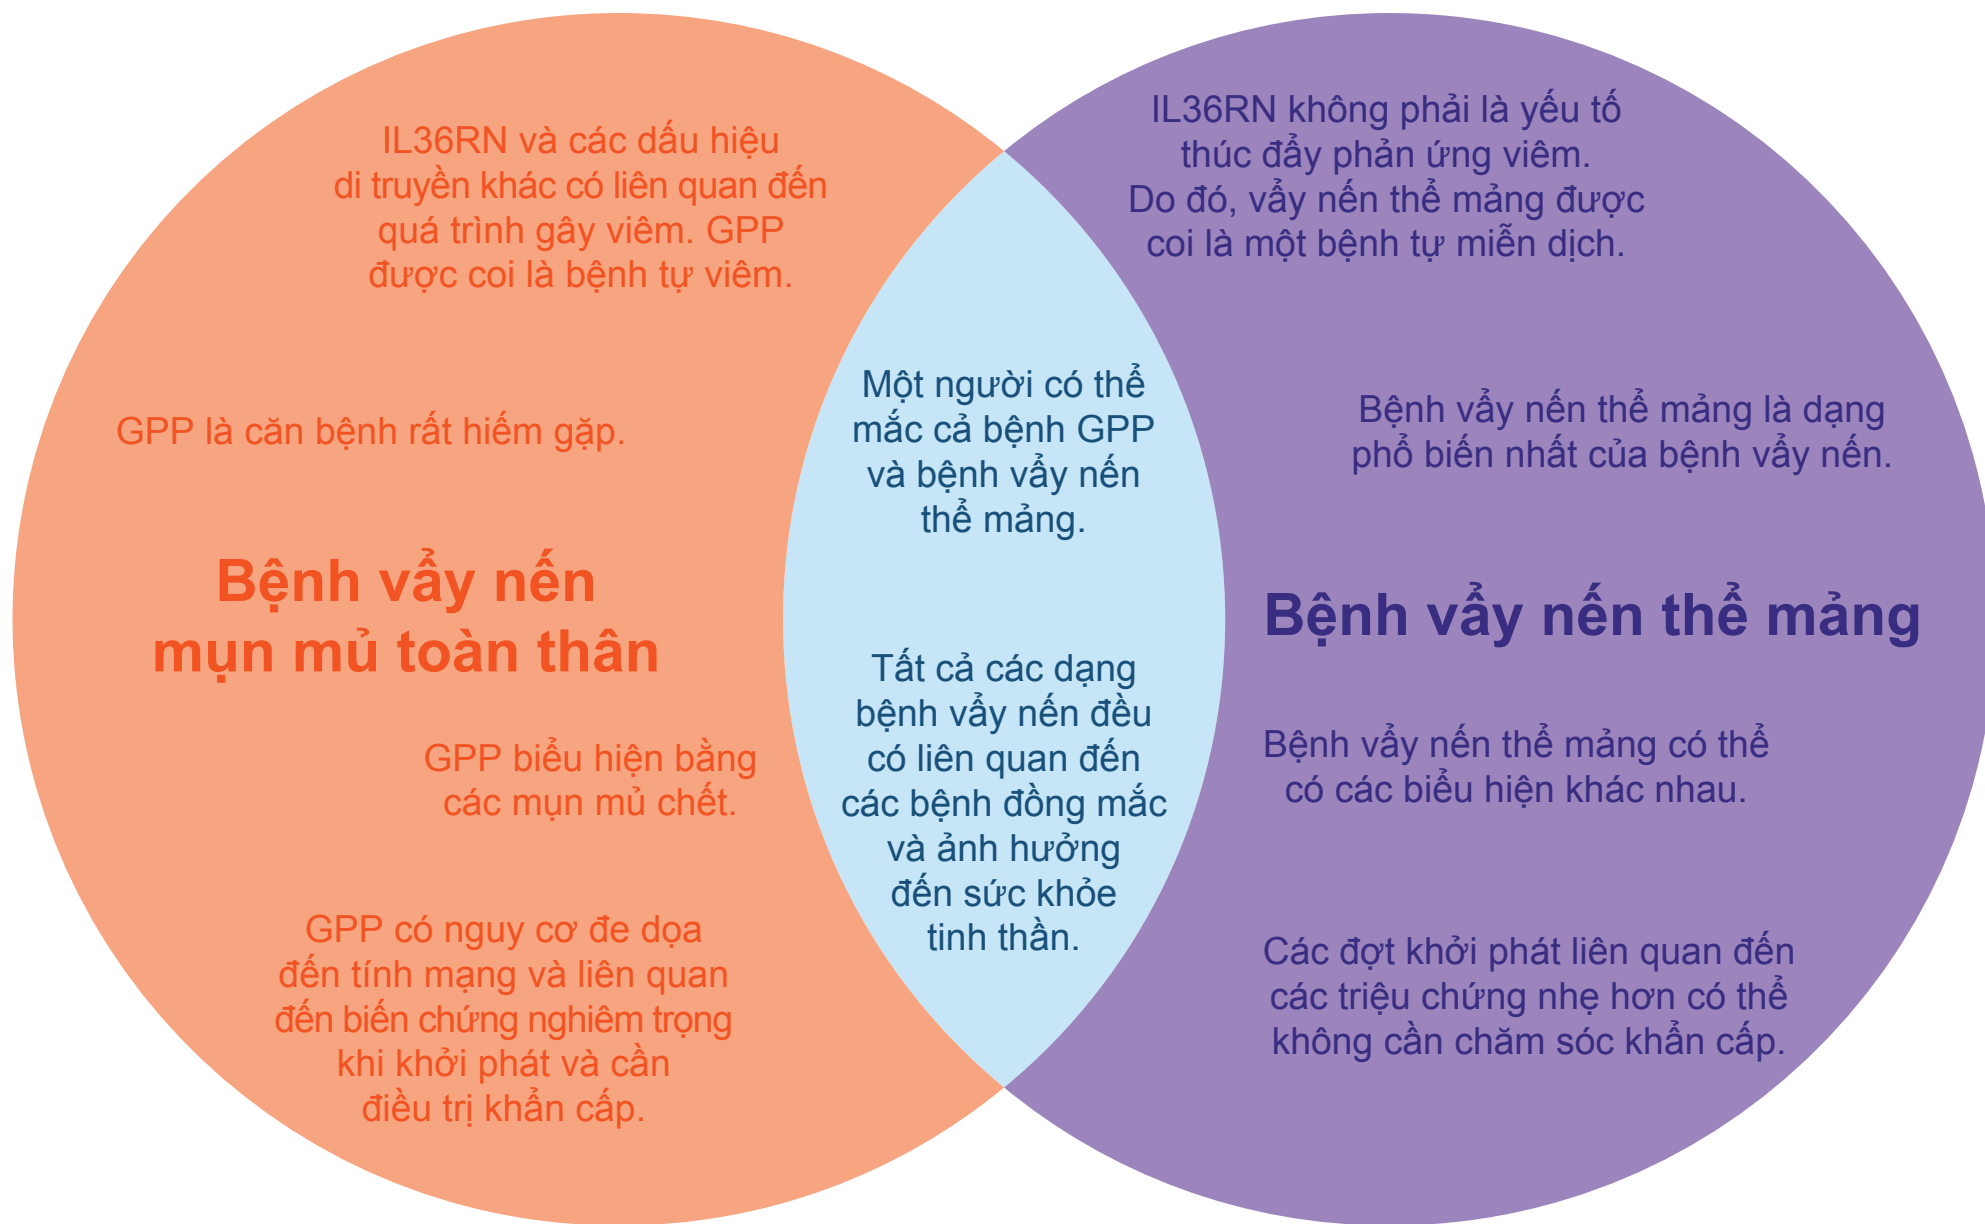 IL36RN và các dấu hiệu
di truyền khác có liên quan đến
quá trình gây viêm. GPP
được coi là bệnh tự viêm.
GPP là căn bệnh rất hiếm gặp.
Bệnh vẩy nến
mụn mủ toàn thân
GPP biểu hiện bằng
các mụn mủ chết.
GPP có nguy cơ đe dọa
đến tính mạng và liên quan
đến biến chứng nghiêm trọng
khi khởi phát và cần
điều trị khẩn cấp.
Một người có thể
mắc cả bệnh GPP
và bệnh vẩy nến
thể mảng.
Tất cả các dạng
bệnh vẩy nến đều
có liên quan đến
các bệnh đồng mắc
và ảnh hưởng
đến sức khỏe
tinh thần.
IL36RN không phải là yếu tố
thúc đẩy phản ứng viêm.
Do đó, vẩy nến thể mảng được
coi là một bệnh tự miễn dịch.
Bệnh vẩy nến thể mảng là dạng
phổ biến nhất của bệnh vẩy nến.
Bệnh vẩy nến thể mảng
Bệnh vẩy nến thể mảng có thể
có các biểu hiện khác nhau.
Các đợt khởi phát liên quan đến
các triệu chứng nhẹ hơn có thể
không cần chăm sóc khẩn cấp.